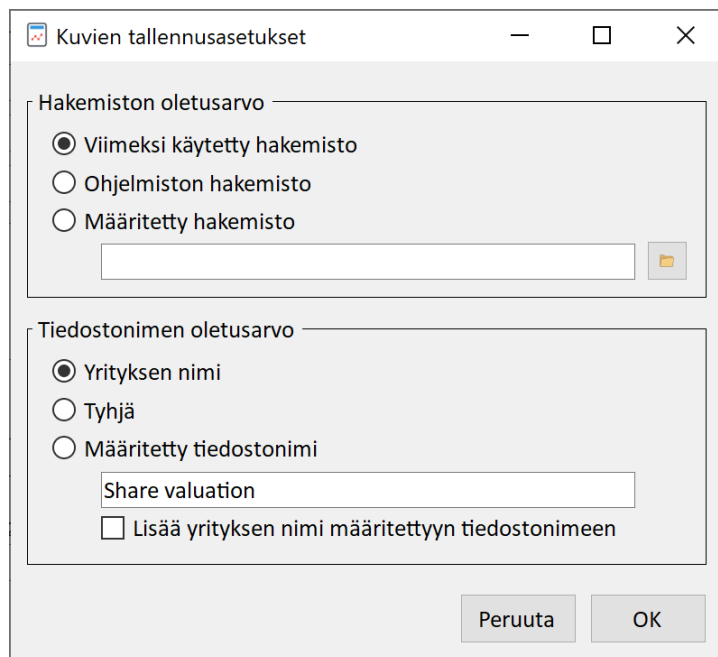 Kuvien tallennusasetukset
Hakemiston oletusarvo
Viimeksi käytetty hakemisto
Ohjelmiston hakemisto
Määritetty hakemisto
Tiedostonimen oletusarvo
Yrityksen nimi
Tyhjä
Määritetty tiedostonimi
Share valuation
Lisää yrityksen nimi määritettyyn tiedostonimeen
Peruuta OK